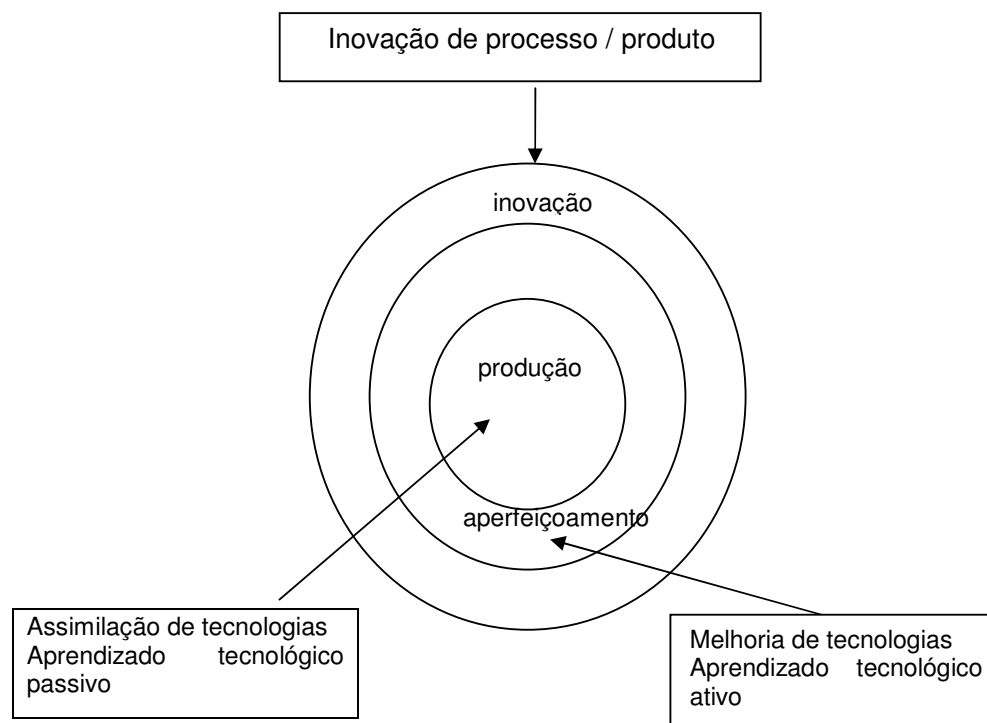 Inovação de processo / produto
inovação
produção
aperfeiçoamento
Assimilação de tecnologias
Aprendizado tecnológico
passivo
Melhoria de tecnologias
Aprendizado tecnológico
ativo